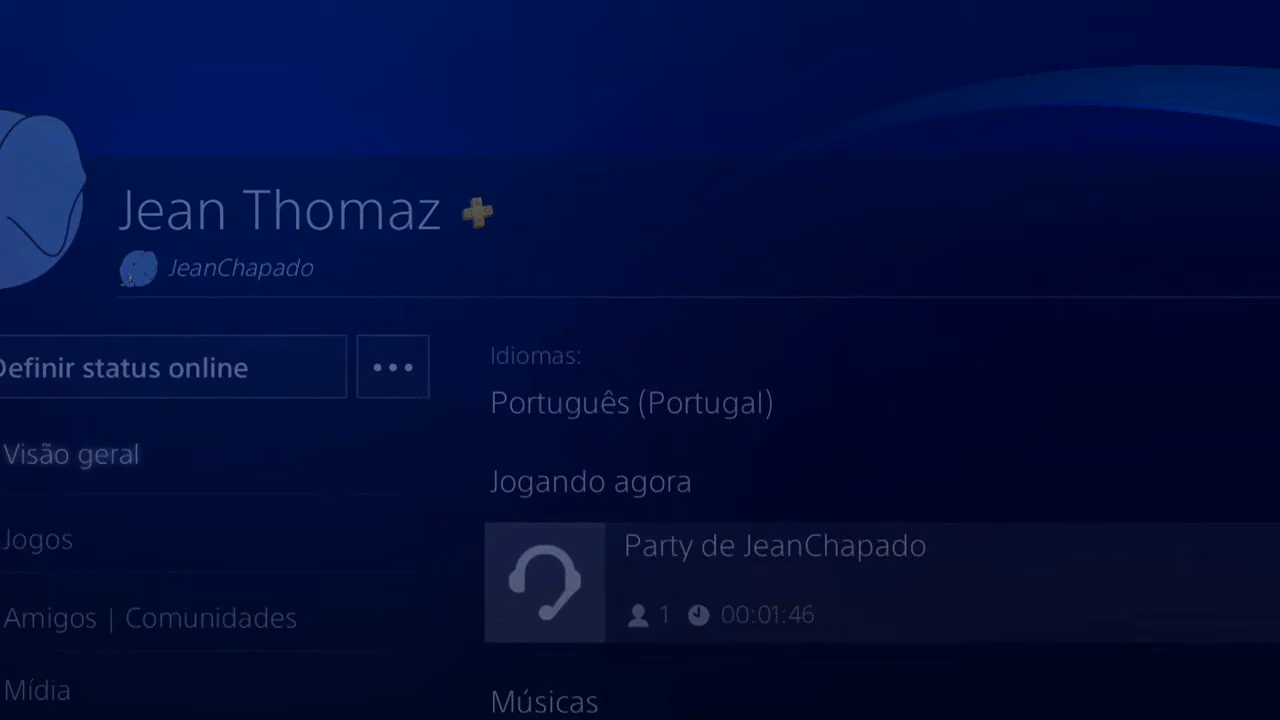 Jean Thomaz
JeanChapado
Definir status online
Idiomas:
Português (Portugal)
Visão geral
Jogando agora
Jogos
Party de JeanChapado
1 00:01:46
Amigos | Comunidades
Mídia
Músicas